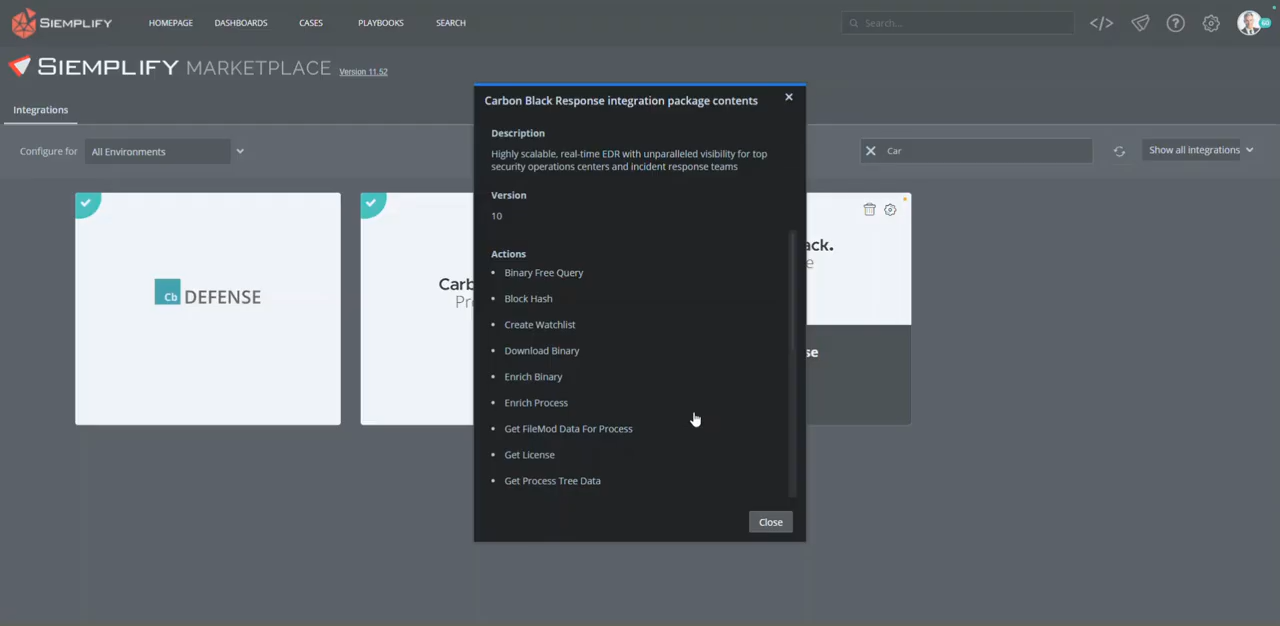 SIEMPLIFY HOMEPAGE DASHBOARDS CASES PLAYBOOKS SEARCH Search... </> ? 60
SIEMPLIFY MARKETPLACE Version 11.52
Integrations
Configure for All Environments Car Show all integrations
Carbon Black Response integration package contents
Description
Highly scalable, real-time EDR with unparalleled visibility for top
security operations centers and incident response teams
Version
10
Actions
• Binary Free Query
• Block Hash
• Create Watchlist
• Download Binary
• Enrich Binary
• Enrich Process
• Get FileMod Data For Process
• Get License
• Get Process Tree Data
Close
Cb DEFENSE
Carb
Pr
ack.
e
se